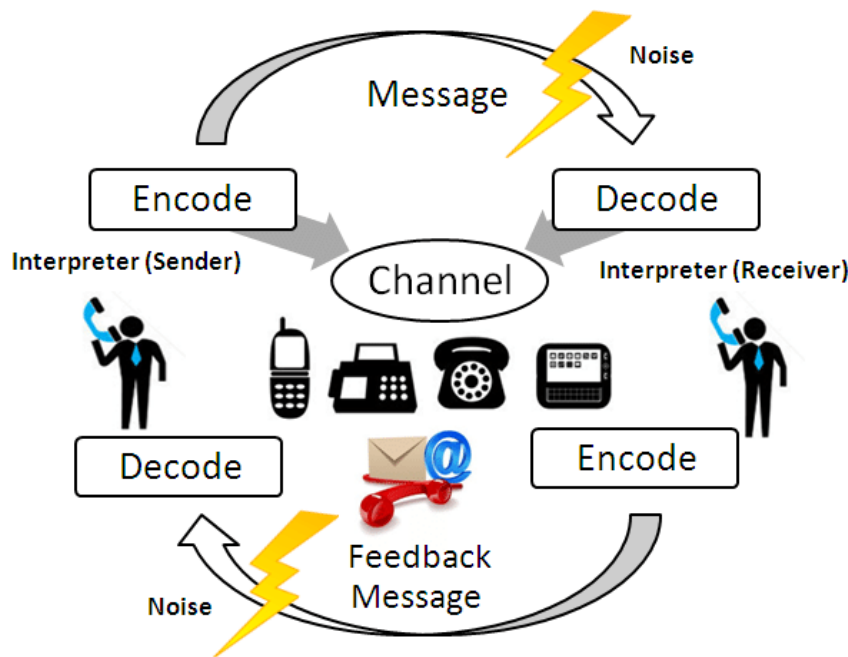 Noise
Message
Encode
Decode
Interpreter (Sender)
Channel
Interpreter (Receiver)
Decode
@
Encode
Feedback
Message
Noise